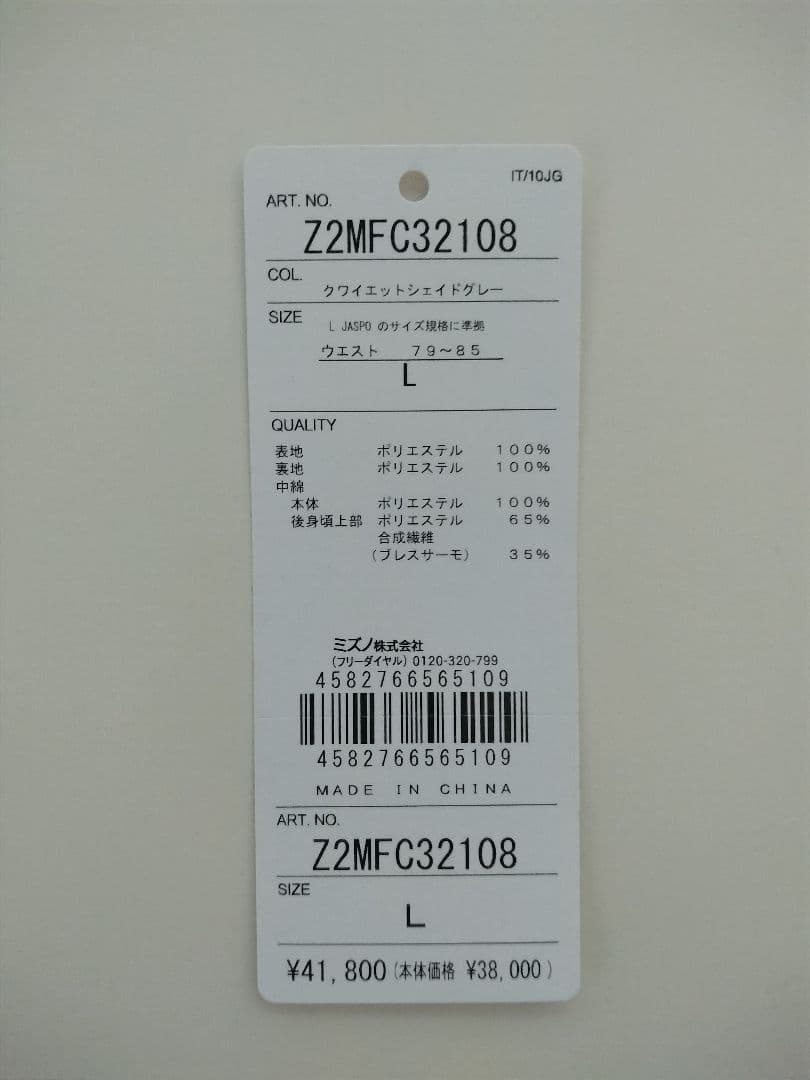 IT/10JG
ART. NO.
Z2MFC32108
COL.
クワイエットシェイドグレー
SIZE
L JASPO のサイズ規格に準拠
ウエスト 79～85
L
QUALITY
表地 ポリエステル 100%
裏地 ポリエステル 100%
中綿
本体 ポリエステル 100%
後身頃上部 ポリエステル 65%
合成繊維
(ブレスサーモ) 35%
ミズノ株式会社
(フリーダイヤル) 0120-320-799
4582766565109
4582766565109
MADE IN CHINA
ART. NO.
Z2MFC32108
SIZE
L
¥41,800 (本体価格 ¥38,000)